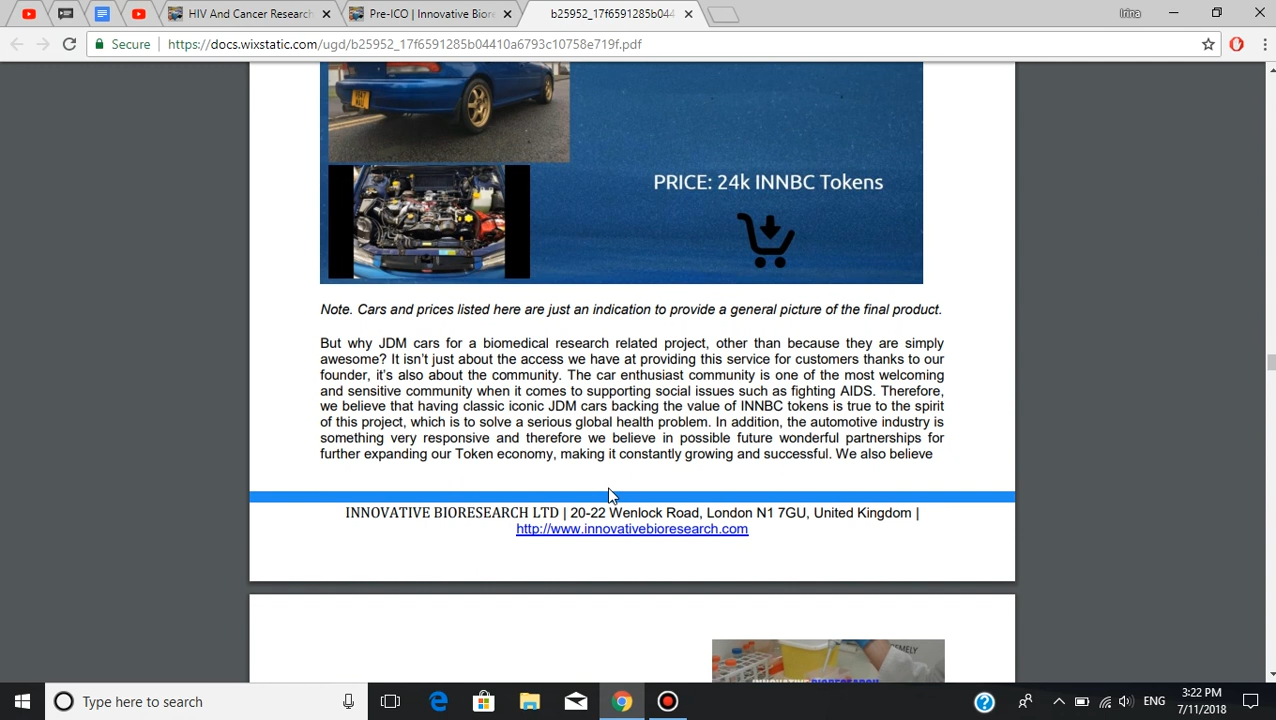 HIV And Cancer Research
Pre-ICO | Innovative Biores
b25952_17f6591285b044
Irina
Secure
https://docs.wixstatic.com/ugd/b25952_17f6591285b04410a6793c10758e719f.pdf
PRICE: 24k INNBC Tokens
Note. Cars and prices listed here are just an indication to provide a general picture of the final product.
But why JDM cars for a biomedical research related project, other than because they are simply
awesome? It isn't just about the access we have at providing this service for customers thanks to our
founder, it's also about the community. The car enthusiast community is one of the most welcoming
and sensitive community when it comes to supporting social issues such as fighting AIDS. Therefore,
we believe that having classic iconic JDM cars backing the value of INNBC tokens is true to the spirit
of this project, which is to solve a serious global health problem. In addition, the automotive industry is
something very responsive and therefore we believe in possible future wonderful partnerships for
further expanding our Token economy, making it constantly growing and successful. We also believe
INNOVATIVE BIORESEARCH LTD | 20-22 Wenlock Road, London N1 7GU, United Kingdom |
http://www.innovativebioresearch.com
Type here to search
ENG
3:22 PM
7/11/2018